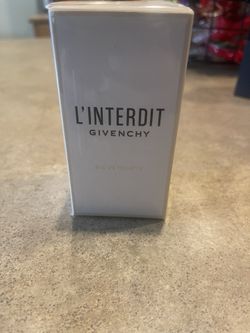 L'INTERDIT
GIVENCHY
EAU DE TOILETTE